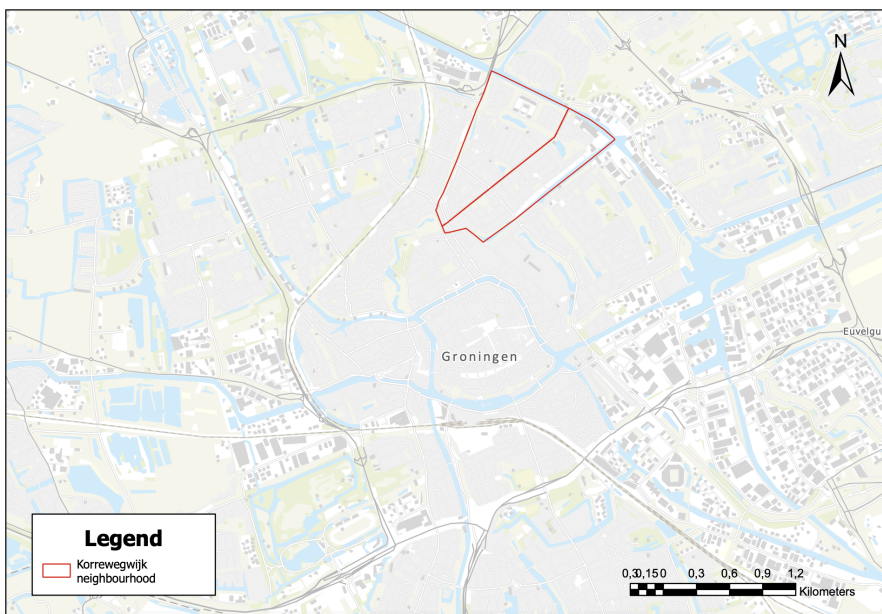 N
Euvelgu
Groningen
Legend
Korrewegwijk
neighbourhood
0,3 0,15 0 0,3 0,6 0,9 1,2
Kilometers